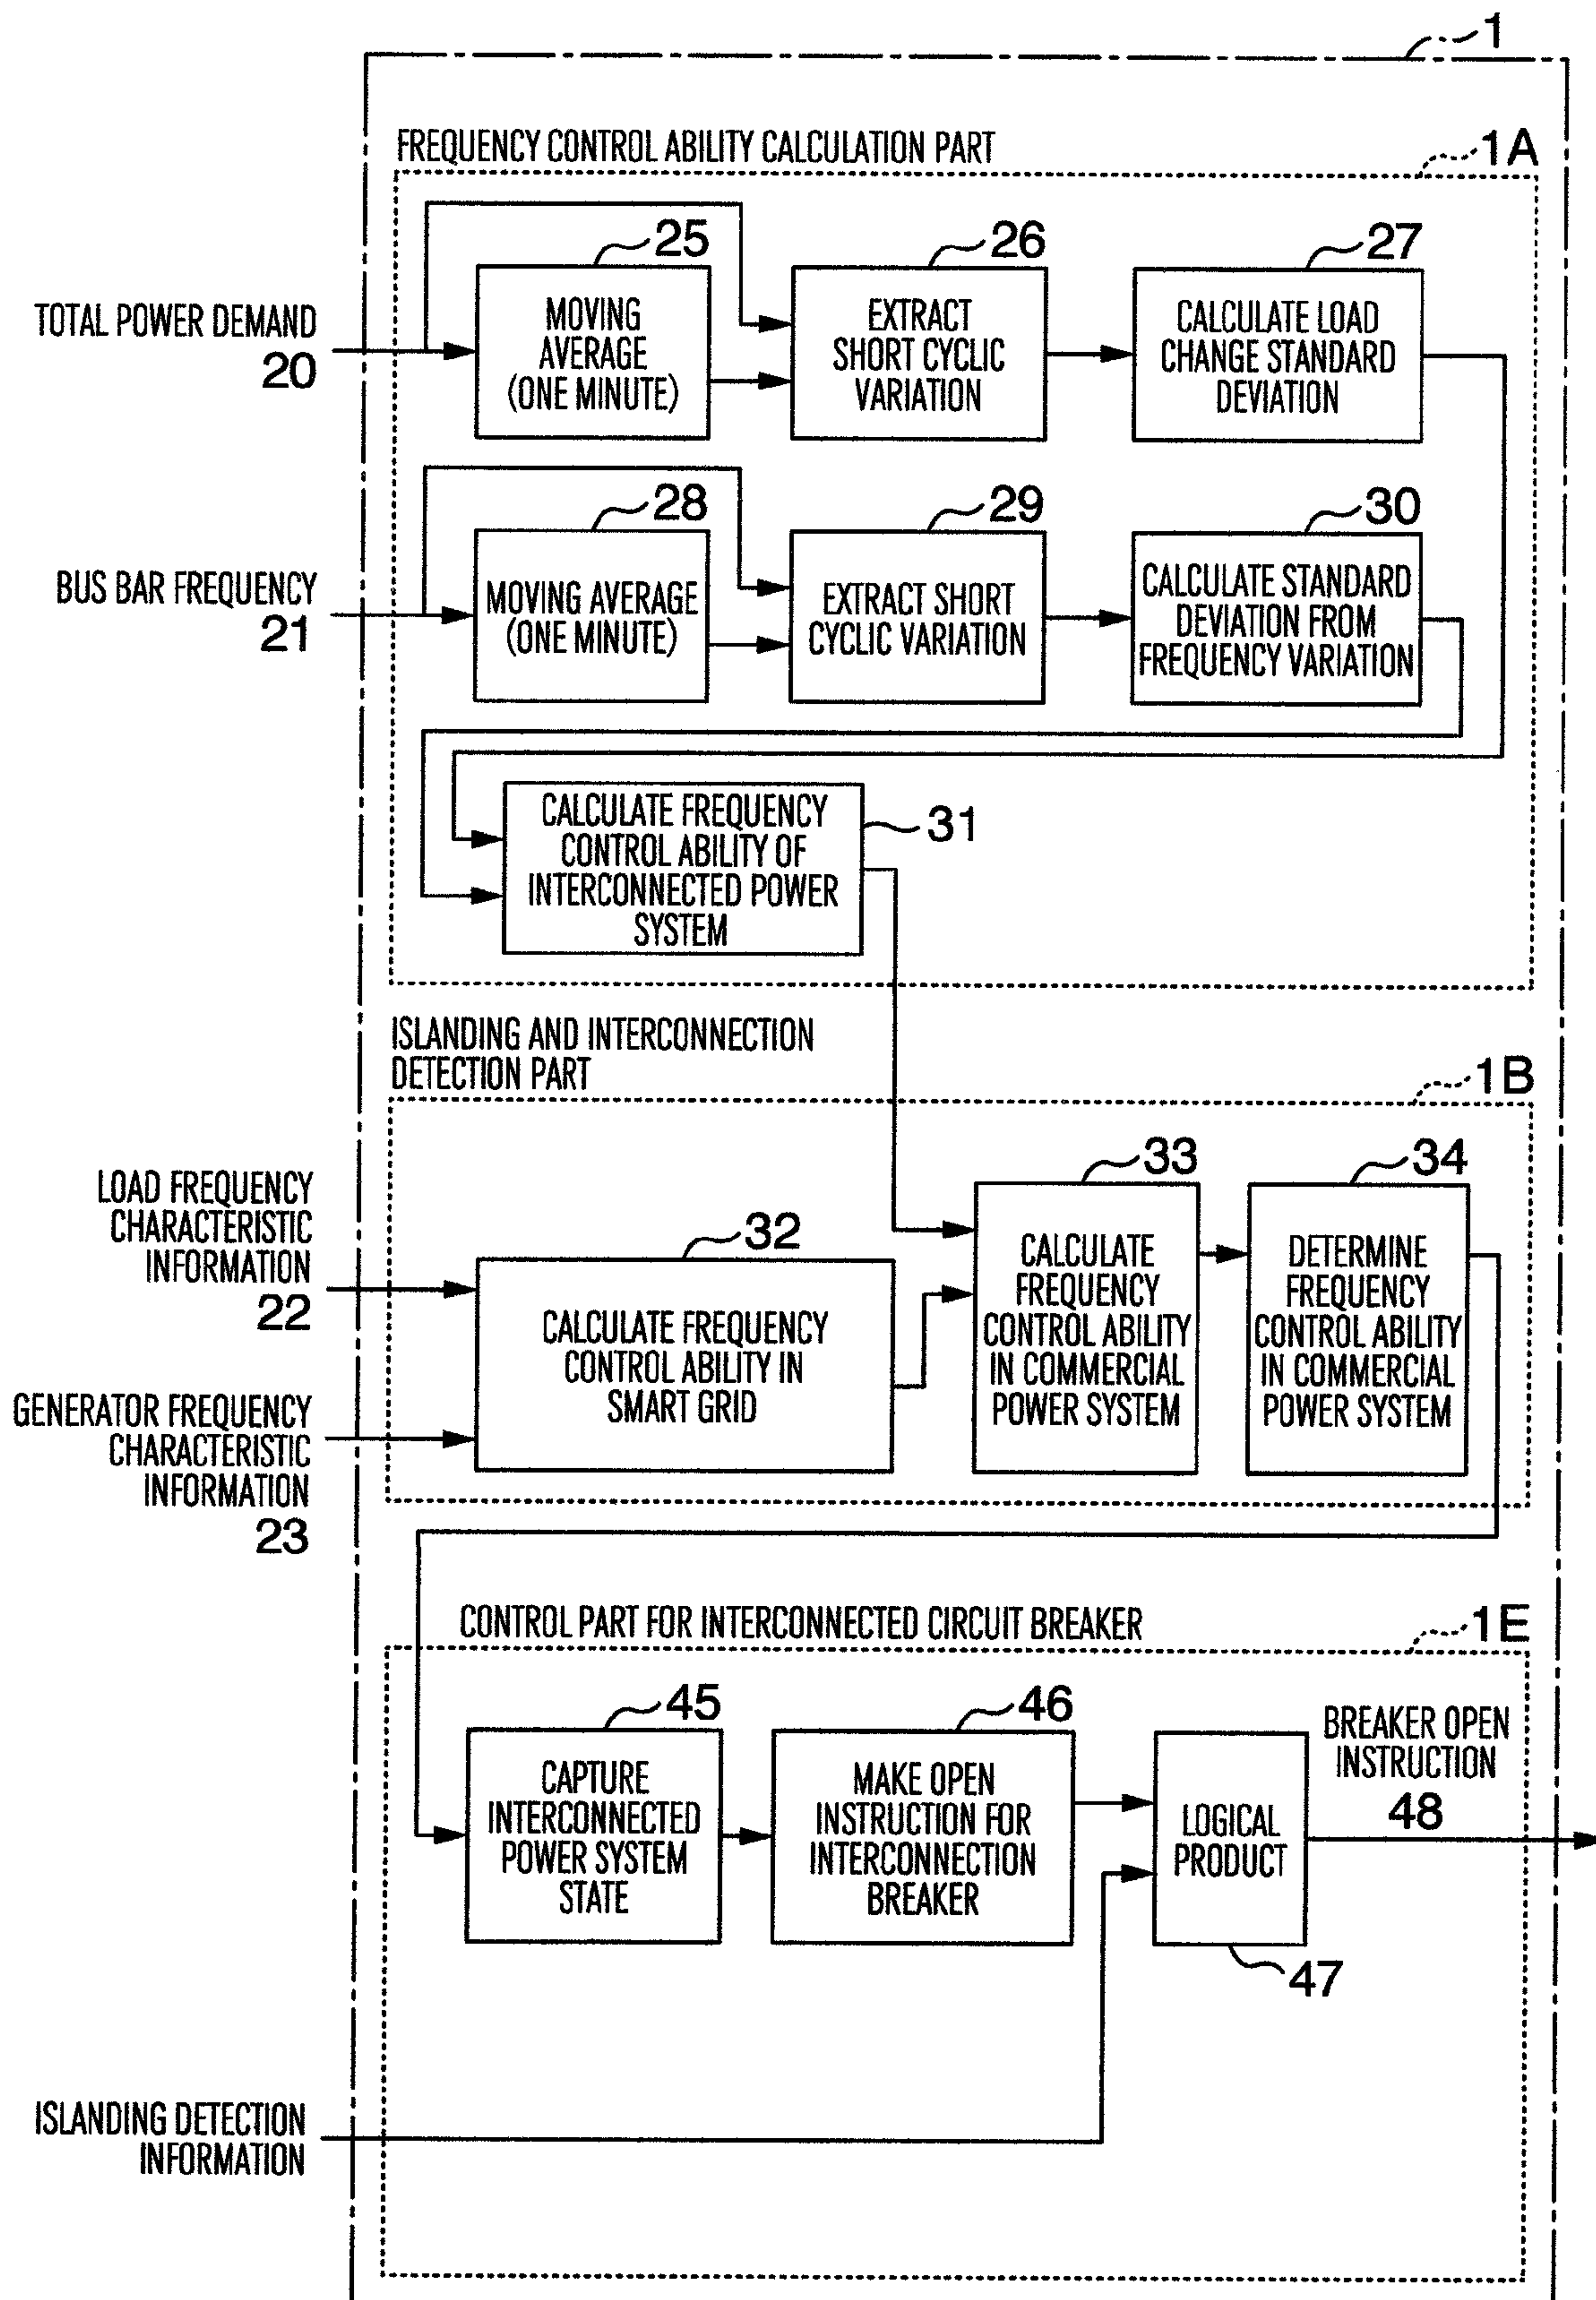 1
FREQUENCY CONTROL ABILITY CALCULATION PART
1A
25
26
27
TOTAL POWER DEMAND
20
MOVING
AVERAGE
(ONE MINUTE)
EXTRACT
SHORT CYCLIC
VARIATION
CALCULATE LOAD
CHANGE STANDARD
DEVIATION
28
29
30
BUS BAR FREQUENCY
21
MOVING AVERAGE
(ONE MINUTE)
EXTRACT SHORT
CYCLIC VARIATION
CALCULATE STANDARD
DEVIATION FROM
FREQUENCY VARIATION
CALCULATE FREQUENCY
CONTROL ABILITY OF
INTERCONNECTED POWER
SYSTEM
31
ISLANDING AND INTERCONNECTION
DETECTION PART
1B
LOAD FREQUENCY
CHARACTERISTIC
INFORMATION
22
GENERATOR FREQUENCY
CHARACTERISTIC
INFORMATION
23
32
CALCULATE FREQUENCY
CONTROL ABILITY IN
SMART GRID
33
CALCULATE
FREQUENCY
CONTROL ABILITY
IN COMMERCIAL
POWER SYSTEM
34
DETERMINE
FREQUENCY
CONTROL ABILITY
IN COMMERCIAL
POWER SYSTEM
CONTROL PART FOR INTERCONNECTED CIRCUIT BREAKER
1E
45
CAPTURE
INTERCONNECTED
POWER SYSTEM
STATE
46
MAKE OPEN
INSTRUCTION FOR
INTERCONNECTION
BREAKER
LOGICAL
PRODUCT
47
BREAKER OPEN
INSTRUCTION
48
ISLANDING DETECTION
INFORMATION